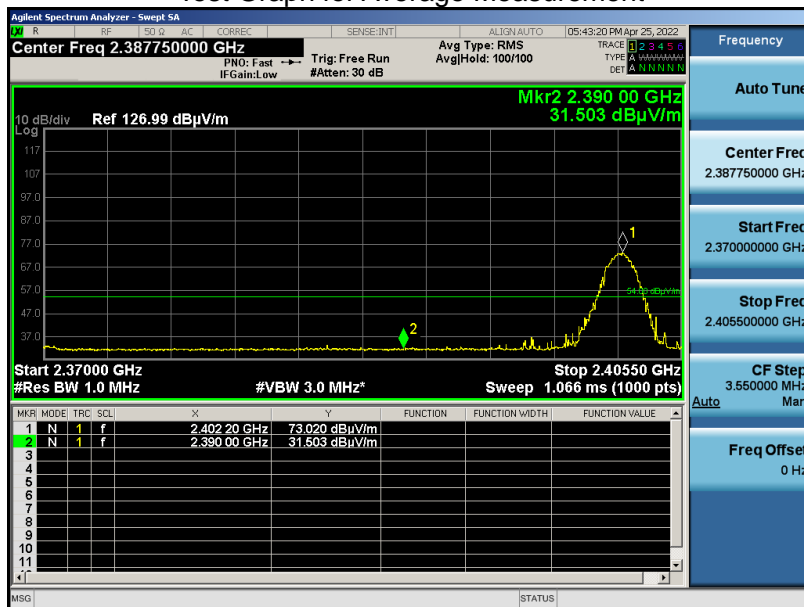 Test Graph for Average Measurement
Agilent Spectrum Analyzer - Swept SA
LXI R RF 50 Ω AC CORREC SENSE:INT ALIGN AUTO 05:43:20 PM Apr 25, 2022
Center Freq 2.387750000 GHz
PNO: Fast
IFGain:Low
Trig: Free Run
#Atten: 30 dB
Avg Type: RMS
Avg|Hold: 100/100
TRACE 1 2 3 4 5 6
TYPE A WWWWW
DET A N N N N N
Mkr2 2.390 00 GHz
31.503 dBµV/m
10 dB/div Ref 126.99 dBµV/m
Log
117
107
97.0
87.0
77.0
67.0
57.0
47.0
37.0
1
54.00 dBµV/m
2
Start 2.37000 GHz Stop 2.40550 GHz
#Res BW 1.0 MHz #VBW 3.0 MHz* Sweep 1.066 ms (1000 pts)
MKR MODE TRC SCL X Y FUNCTION FUNCTION WIDTH FUNCTION VALUE
1 N 1 f 2.402 20 GHz 73.020 dBµV/m
2 N 1 f 2.390 00 GHz 31.503 dBµV/m
3
4
5
6
7
8
9
10
11
MSG STATUS
Frequency
Auto Tune
Center Freq
2.387750000 GHz
Start Freq
2.370000000 GHz
Stop Freq
2.405500000 GHz
CF Step
3.550000 MHz
Auto Man
Freq Offset
0 Hz